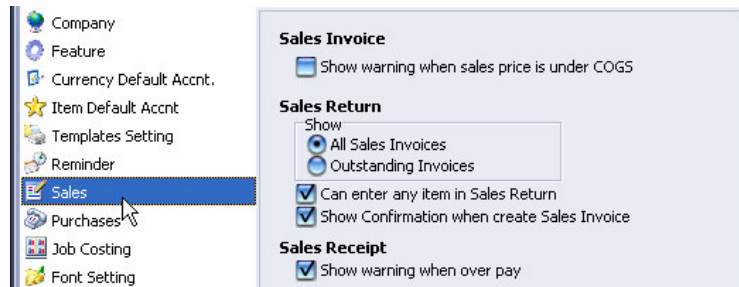 Company
Feature
Currency Default Accnt.
Item Default Accnt
Templates Setting
Reminder
Sales
Purchases
Job Costing
Font Setting
Sales Invoice
Show warning when sales price is under COGS
Sales Return
Show
All Sales Invoices
Outstanding Invoices
Can enter any item in Sales Return
Show Confirmation when create Sales Invoice
Sales Receipt
Show warning when over pay